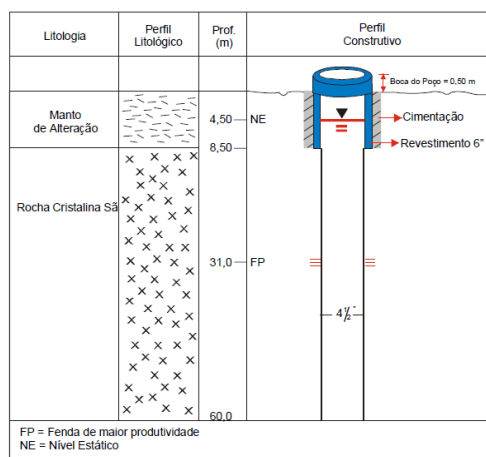 Litologia
Perfil
Litológico
Prof.
(m)
Perfil
Construtivo
Boca do Poço = 0,50 m
Manto
de Alteração
4,50
NE
Cimentação
8,50
Revestimento 6"
Rocha Cristalina Sã
31,0
FP
4½"
60,0
FP = Fenda de maior produtividade
NE = Nível Estático